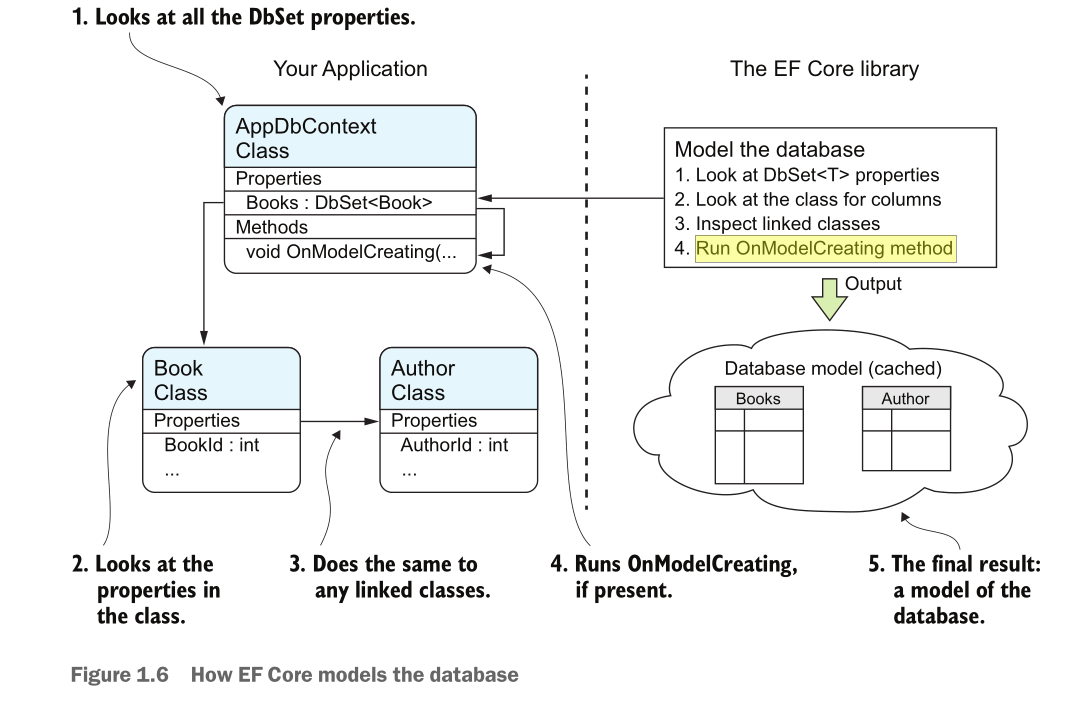 1. Looks at all the DbSet properties.
Your Application
The EF Core library
AppDbContext
Class
Properties
Books : DbSet<Book>
Methods
void OnModelCreating(...
Model the database
1. Look at DbSet<T> properties
2. Look at the class for columns
3. Inspect linked classes
4. Run OnModelCreating method
Output
Book
Class
Properties
BookId : int
...
Author
Class
Properties
AuthorId : int
...
Database model (cached)
Books
Author
2. Looks at the
properties in
the class.
3. Does the same to
any linked classes.
4. Runs OnModelCreating,
if present.
5. The final result:
a model of the
database.
Figure 1.6 How EF Core models the database